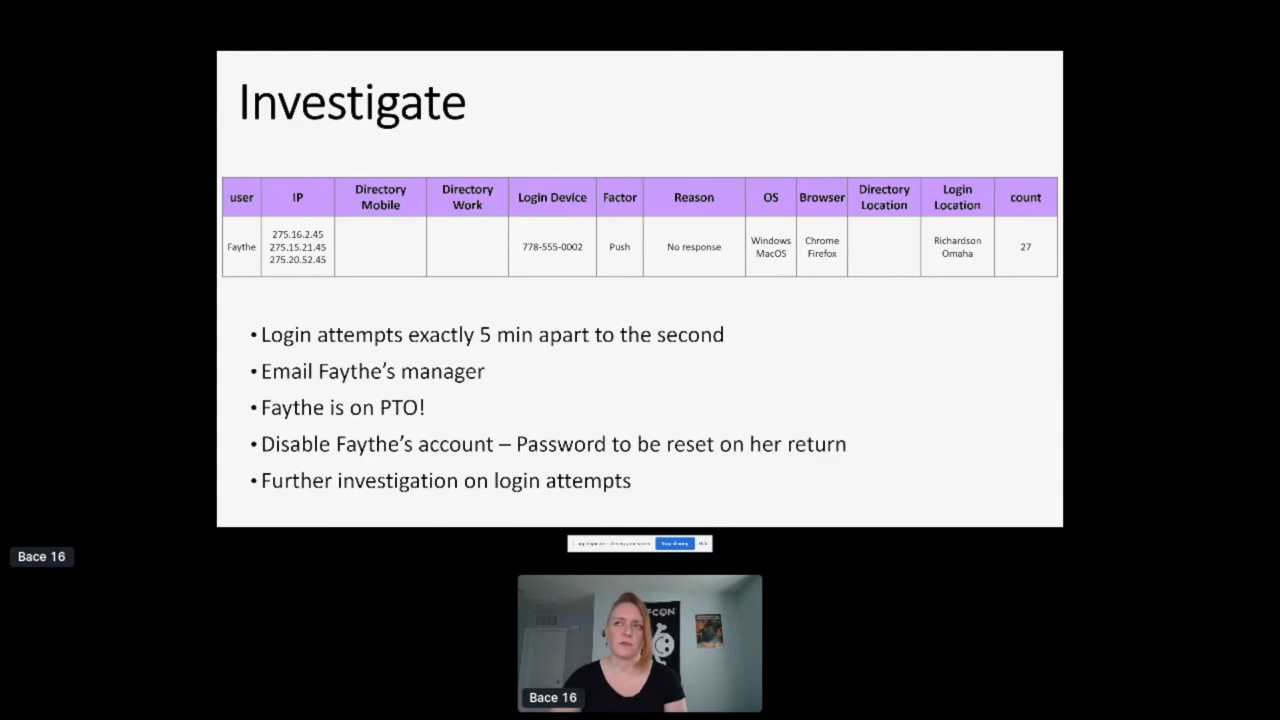 Investigate
user
IP
Directory
Mobile
Directory
Work
Login Device
Factor
Reason
OS
Browser
Directory
Location
Login
Location
count
Faythe
275.16.2.45
275.15.21.45
275.20.52.45
778-555-0002
Push
No response
Windows
MacOS
Chrome
Firefox
Richardson
Omaha
27
• Login attempts exactly 5 min apart to the second
• Email Faythe’s manager
• Faythe is on PTO!
• Disable Faythe’s account – Password to be reset on her return
• Further investigation on login attempts
Stop sharing
Hide
Bace 16
FCON
Bace 16